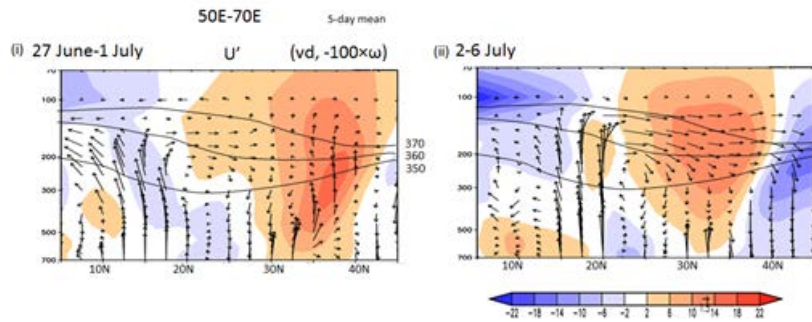 50E-70E
5-day mean
(i) 27 June-1 July
U'
(vd, -100×ω)
(ii) 2-6 July
70
100
200
300
500
700
10N
20N
30N
40N
370
360
350
70
100
200
300
500
700
10N
20N
30N
40N
-22 -18 -14 -10 -6 -2 2 6 10 14 18 22